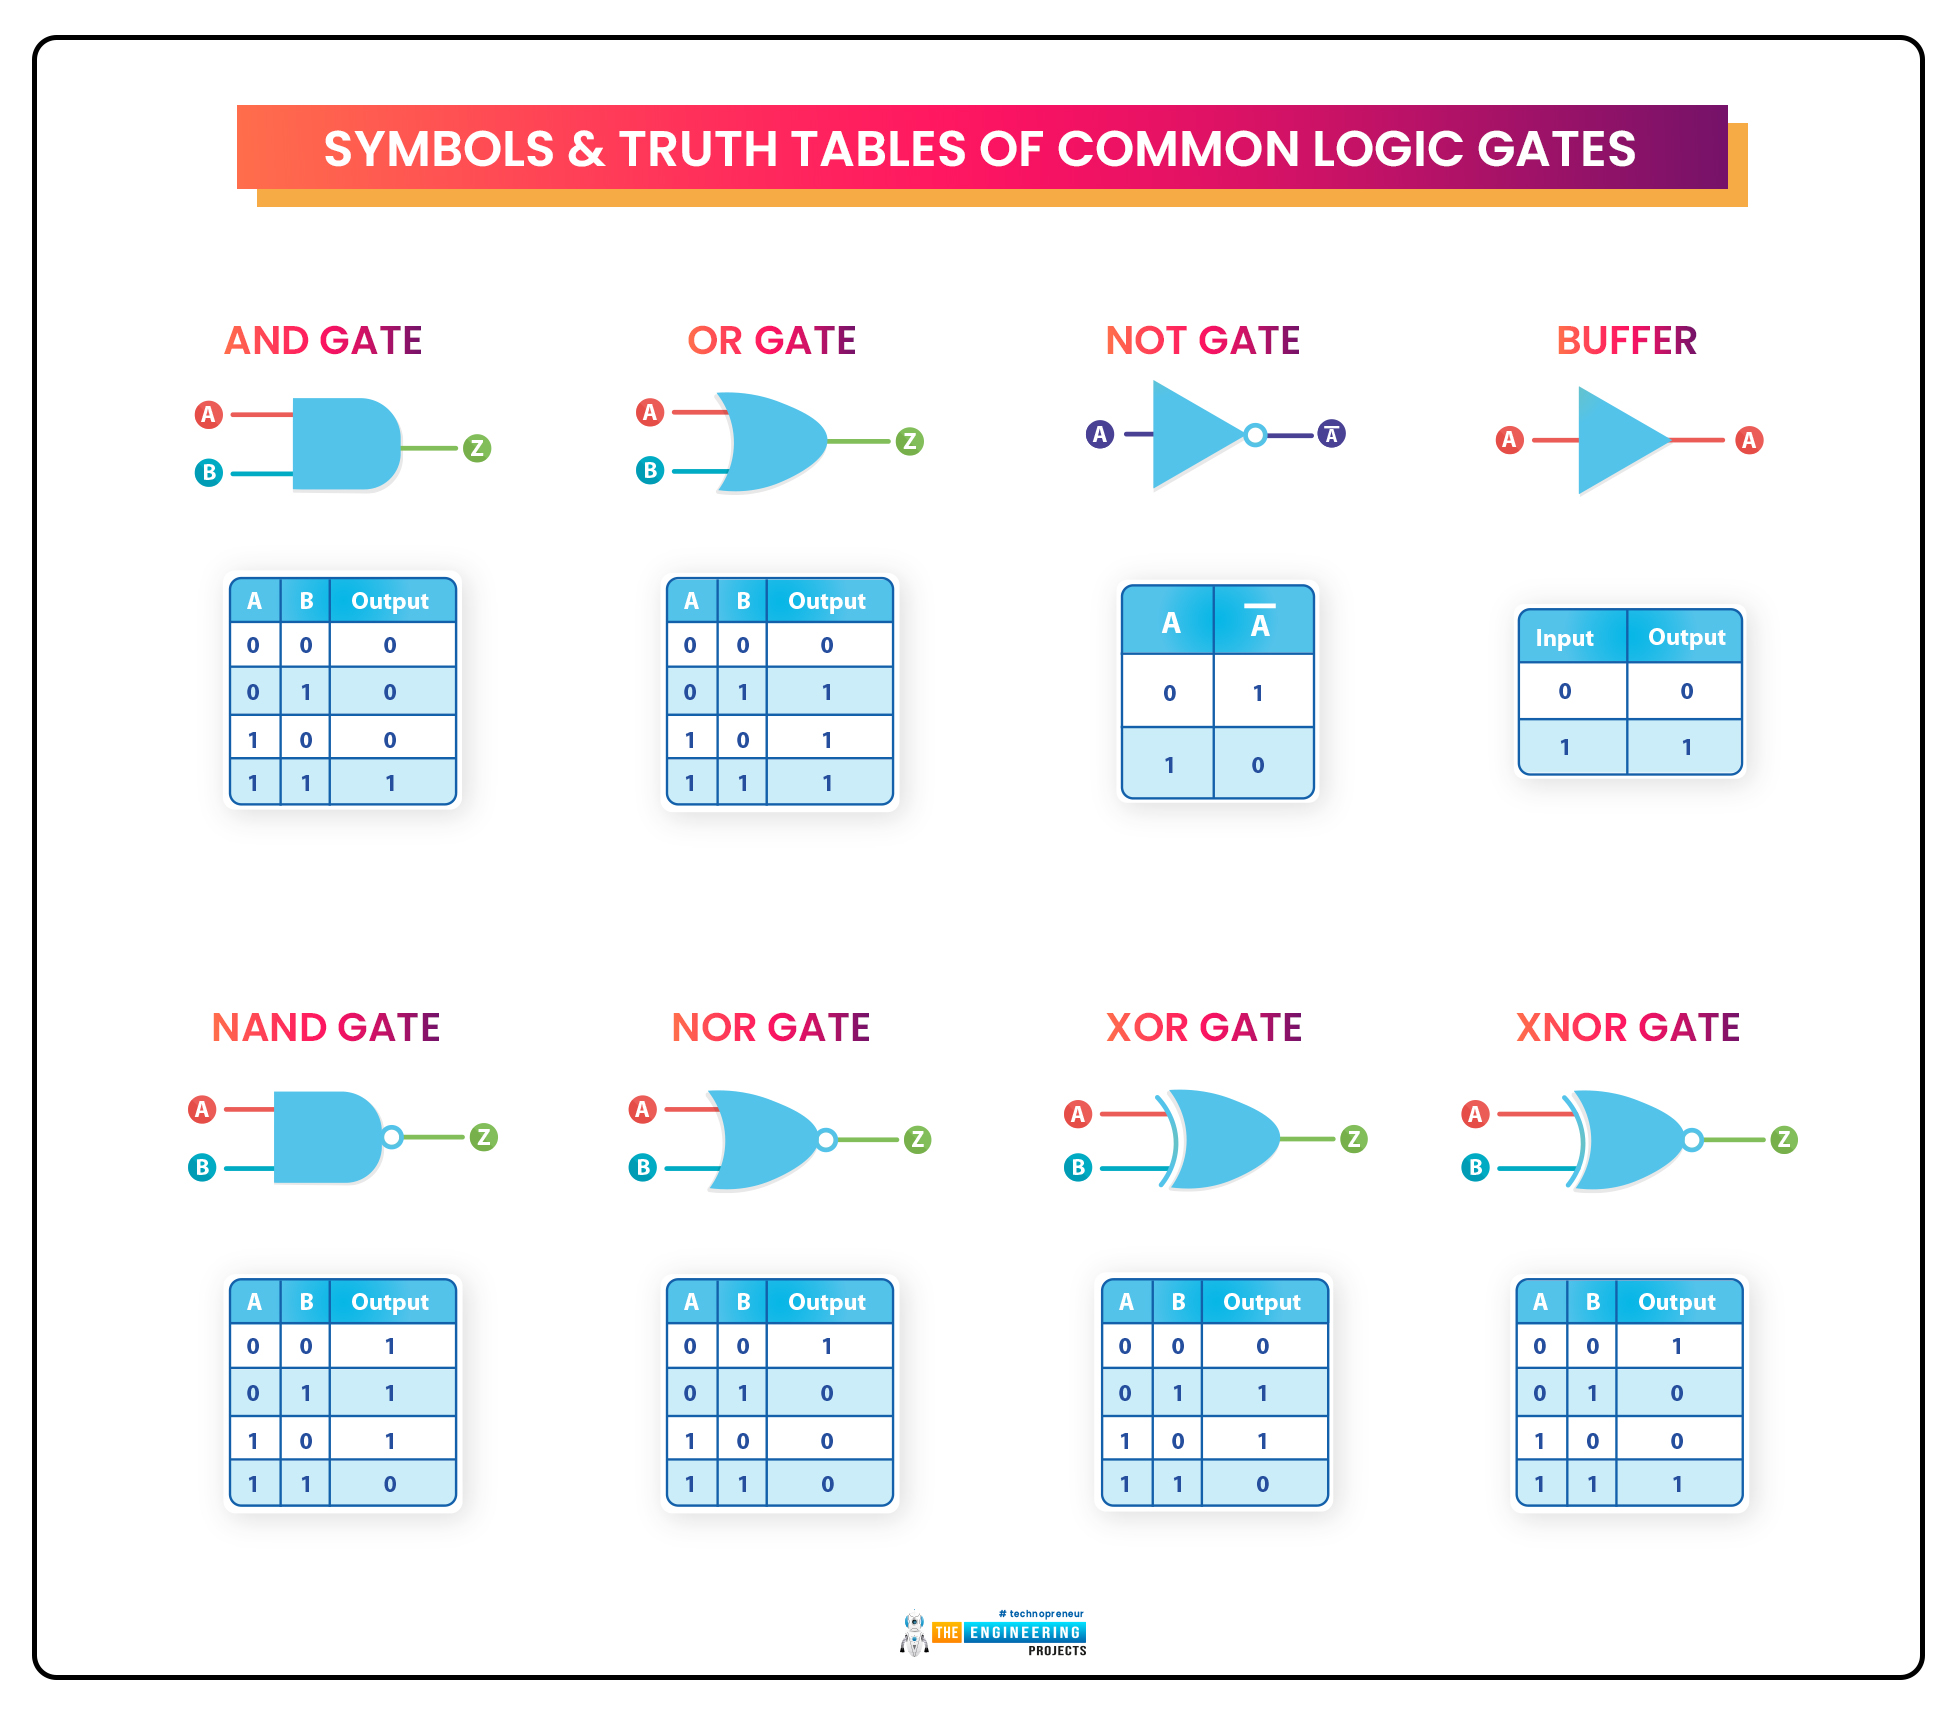 SYMBOLS & TRUTH TABLES OF COMMON LOGIC GATES
AND GATE
A
B
Z
A B Output
0 0 0
0 1 0
1 0 0
1 1 1
OR GATE
A
B
Z
A B Output
0 0 0
0 1 1
1 0 1
1 1 1
NOT GATE
A A̅
A A̅
0 1
1 0
BUFFER
A A
Input Output
0 0
1 1
NAND GATE
A
B
Z
A B Output
0 0 1
0 1 1
1 0 1
1 1 0
NOR GATE
A
B
Z
A B Output
0 0 1
0 1 0
1 0 0
1 1 0
XOR GATE
A
B
Z
A B Output
0 0 0
0 1 1
1 0 1
1 1 0
XNOR GATE
A
B
Z
A B Output
0 0 1
0 1 0
1 0 0
1 1 1
# technopreneur
THE ENGINEERING
PROJECTS